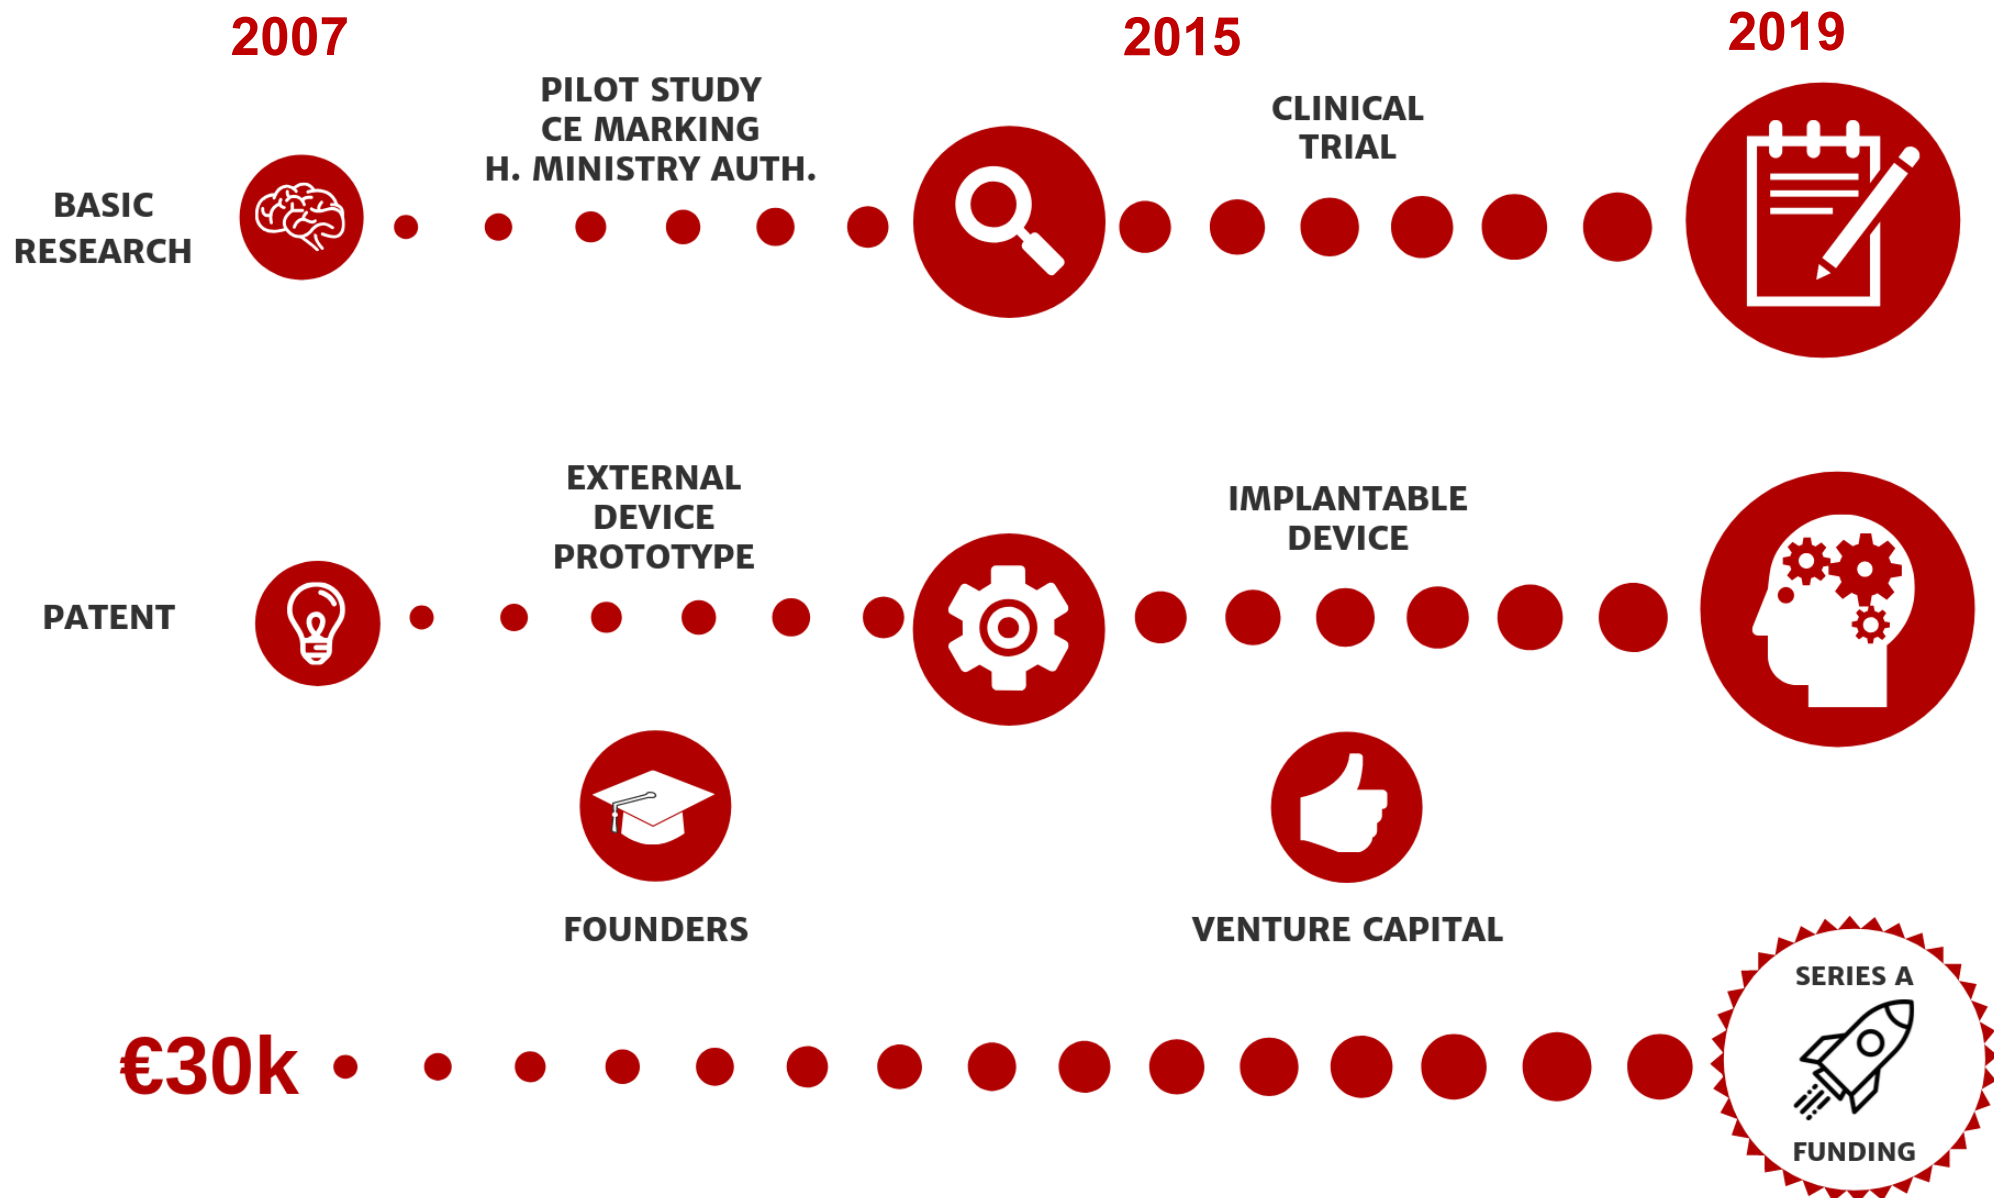 2007
2015
2019
PILOT STUDY
CE MARKING
H. MINISTRY AUTH.
CLINICAL
TRIAL
BASIC
RESEARCH
EXTERNAL
DEVICE
PROTOTYPE
IMPLANTABLE
DEVICE
PATENT
FOUNDERS
VENTURE CAPITAL
€30k
SERIES A
FUNDING